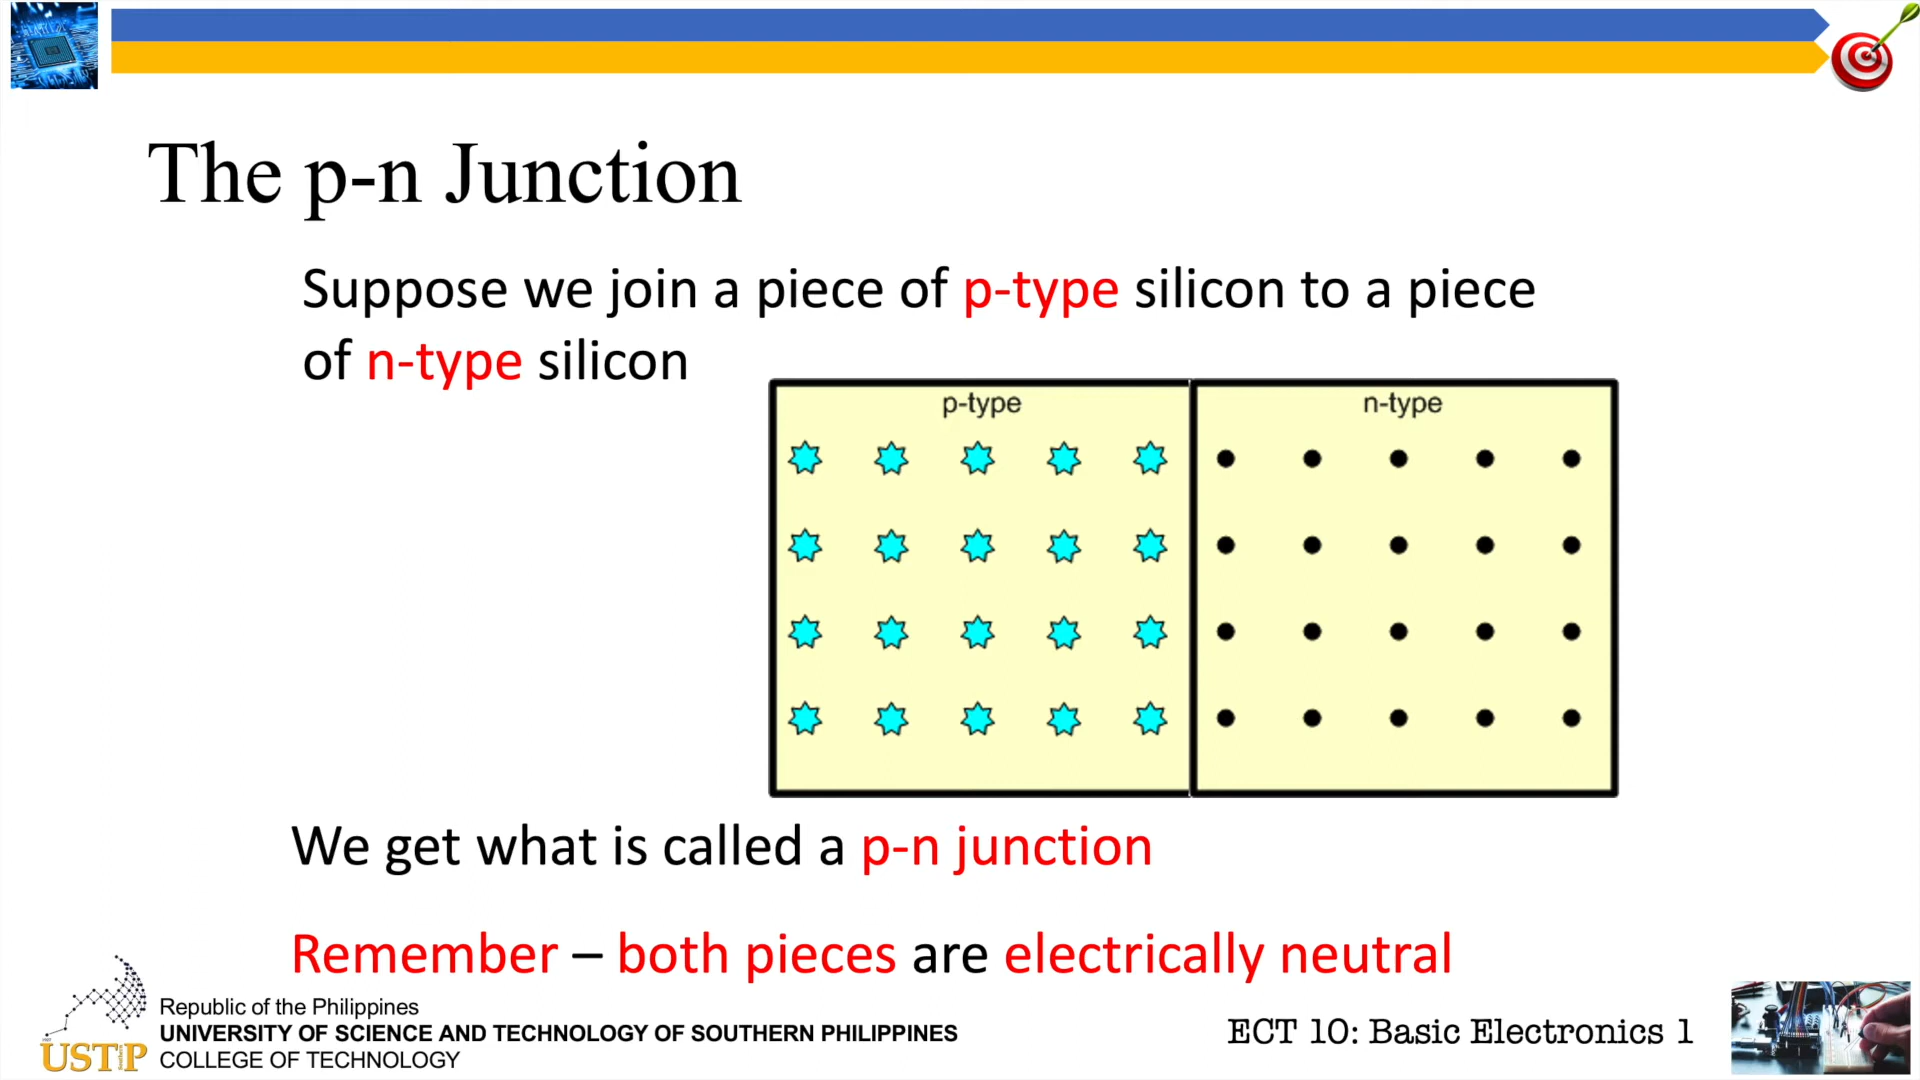 The p-n Junction
Suppose we join a piece of p-type silicon to a piece
of n-type silicon
p-type
n-type
We get what is called a p-n junction
Remember – both pieces are electrically neutral
Republic of the Philippines
UNIVERSITY OF SCIENCE AND TECHNOLOGY OF SOUTHERN PHILIPPINES
COLLEGE OF TECHNOLOGY
USTP
ECT 10: Basic Electronics 1